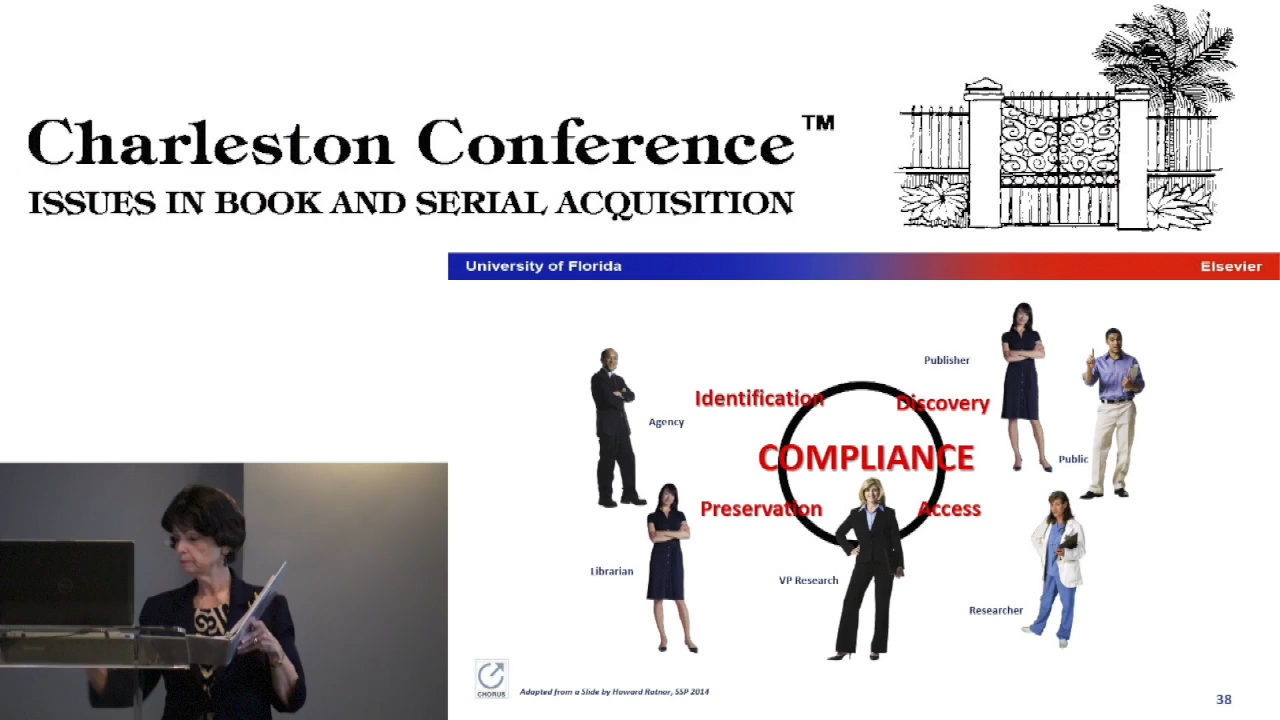 Charleston Conference™
ISSUES IN BOOK AND SERIAL ACQUISITION
University of Florida
Elsevier
Publisher
Identification
Discovery
Agency
COMPLIANCE
Public
Preservation
Access
Librarian
VP Research
Researcher
CHORUS
Adapted from a Slide by Howard Ratner, SSP 2014
38